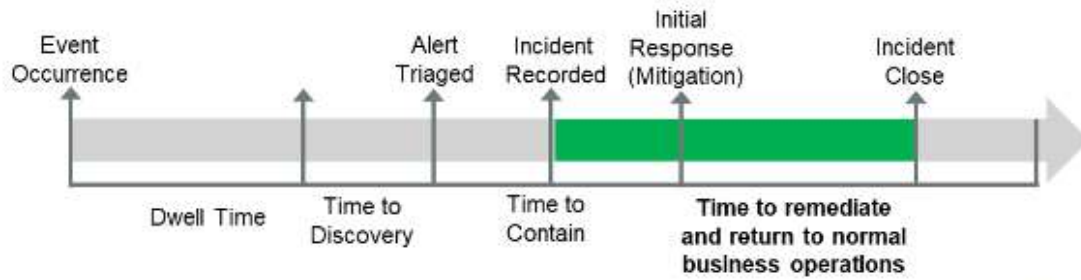 Event
Occurrence
Alert
Triaged
Incident
Recorded
Initial
Response
(Mitigation)
Incident
Close
Dwell Time
Time to
Discovery
Time to
Contain
Time to remediate
and return to normal
business operations